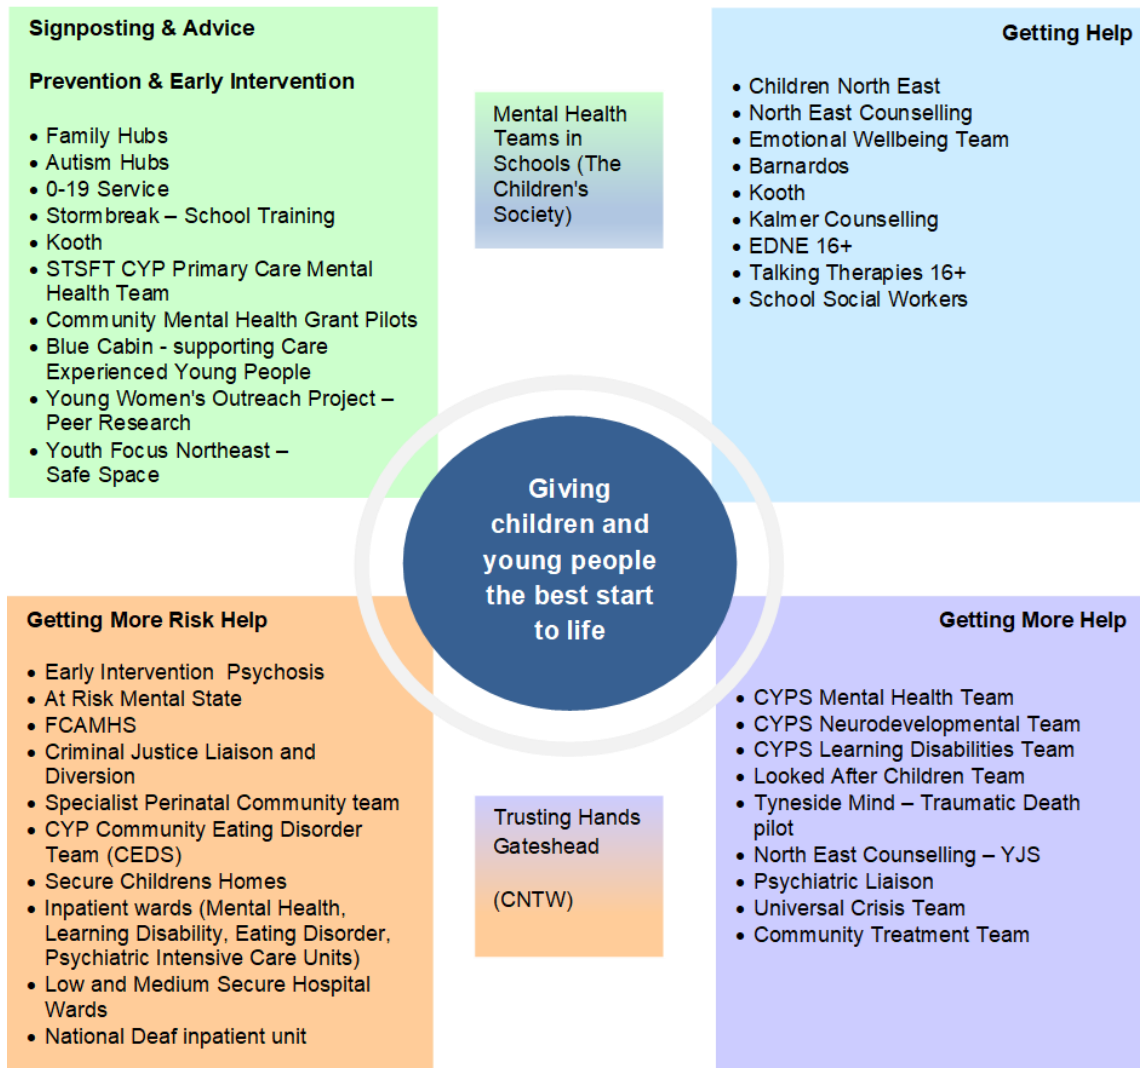 Signposting & Advice
Prevention & Early Intervention
• Family Hubs
• Autism Hubs
• 0-19 Service
• Stormbreak – School Training
• Kooth
• STSFT CYP Primary Care Mental
Health Team
• Community Mental Health Grant Pilots
• Blue Cabin - supporting Care
Experienced Young People
• Young Women's Outreach Project –
Peer Research
• Youth Focus Northeast –
Safe Space
Mental Health
Teams in
Schools (The
Children's
Society)
Getting Help
• Children North East
• North East Counselling
• Emotional Wellbeing Team
• Barnardos
• Kooth
• Kalmer Counselling
• EDNE 16+
• Talking Therapies 16+
• School Social Workers
Giving
children and
young people
the best start
to life
Getting More Risk Help
• Early Intervention  Psychosis
• At Risk Mental State
• FCAMHS
• Criminal Justice Liaison and
Diversion
• Specialist Perinatal Community team
• CYP Community Eating Disorder
Team (CEDS)
• Secure Childrens Homes
• Inpatient wards (Mental Health,
Learning Disability, Eating Disorder,
Psychiatric Intensive Care Units)
• Low and Medium Secure Hospital
Wards
• National Deaf inpatient unit
Trusting Hands
Gateshead
(CNTW)
Getting More Help
• CYPS Mental Health Team
• CYPS Neurodevelopmental Team
• CYPS Learning Disabilities Team
• Looked After Children Team
• Tyneside Mind – Traumatic Death
pilot
• North East Counselling – YJS
• Psychiatric Liaison
• Universal Crisis Team
• Community Treatment Team